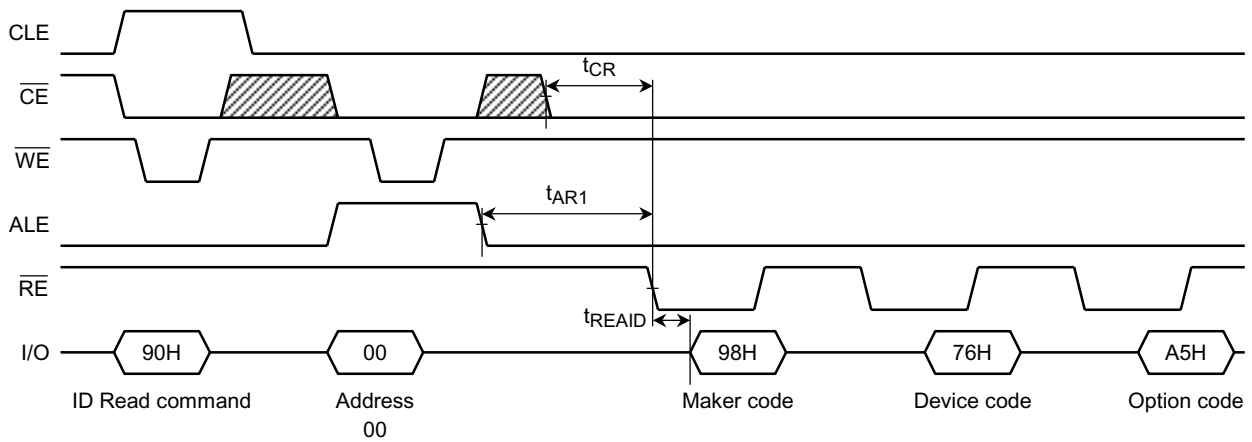 CLE
tCR
CE
WE
tAR1
ALE
RE
tREAID
I/O 90H 00 98H 76H A5H
ID Read command Address Maker code Device code Option code
00